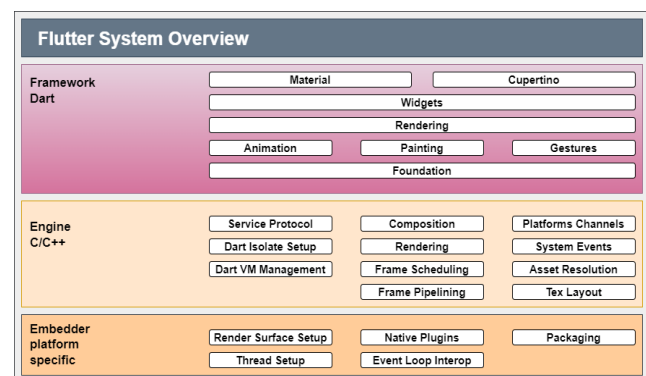 Flutter System Overview
Framework
Dart
Material
Cupertino
Widgets
Rendering
Animation
Painting
Gestures
Foundation
Engine
C/C++
Service Protocol
Composition
Platforms Channels
Dart Isolate Setup
Rendering
System Events
Dart VM Management
Frame Scheduling
Asset Resolution
Frame Pipelining
Tex Layout
Embedder
platform
specific
Render Surface Setup
Native Plugins
Packaging
Thread Setup
Event Loop Interop